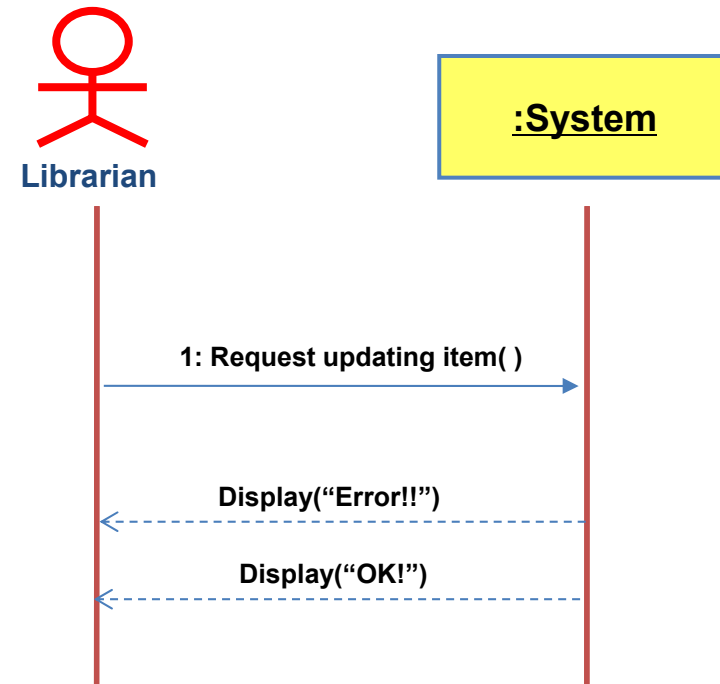 :System
Librarian
1: Request updating item( )
Display(“Error!!”)
Display(“OK!”)